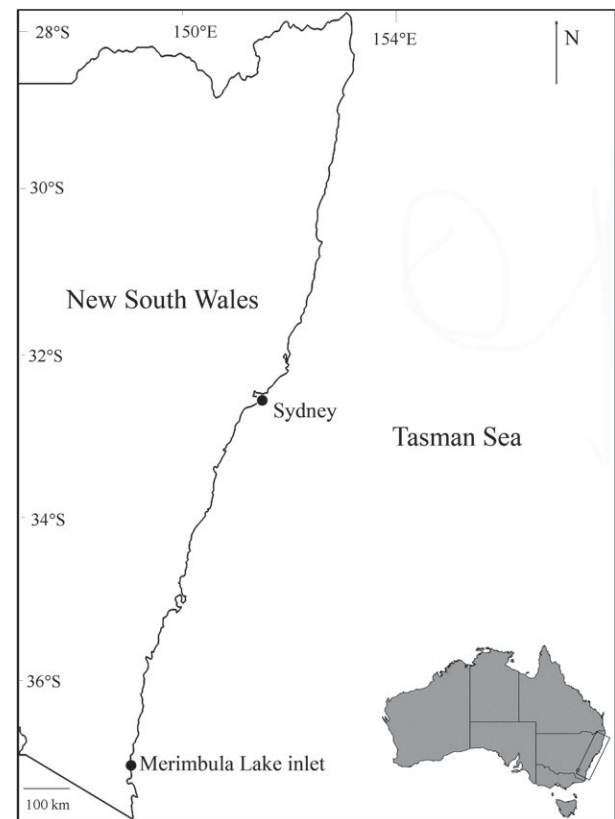 28°S
150°E
154°E
N
30°S
New South Wales
32°S
Sydney
Tasman Sea
34°S
36°S
Merimbula Lake inlet
100 km